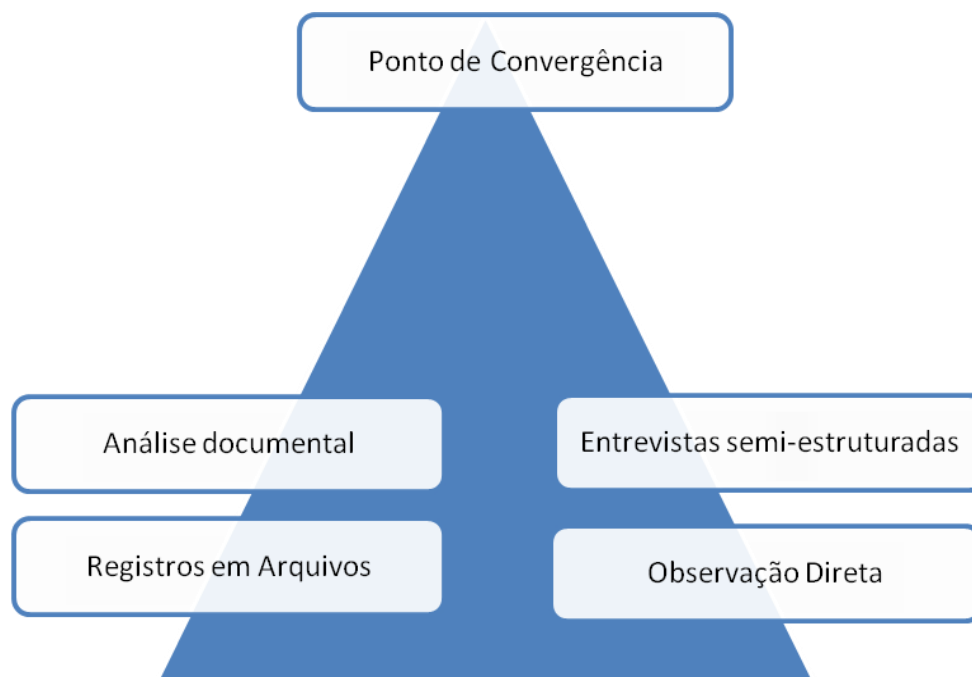 Ponto de Convergência
Análise documental
Entrevistas semi-estruturadas
Registros em Arquivos
Observação Direta